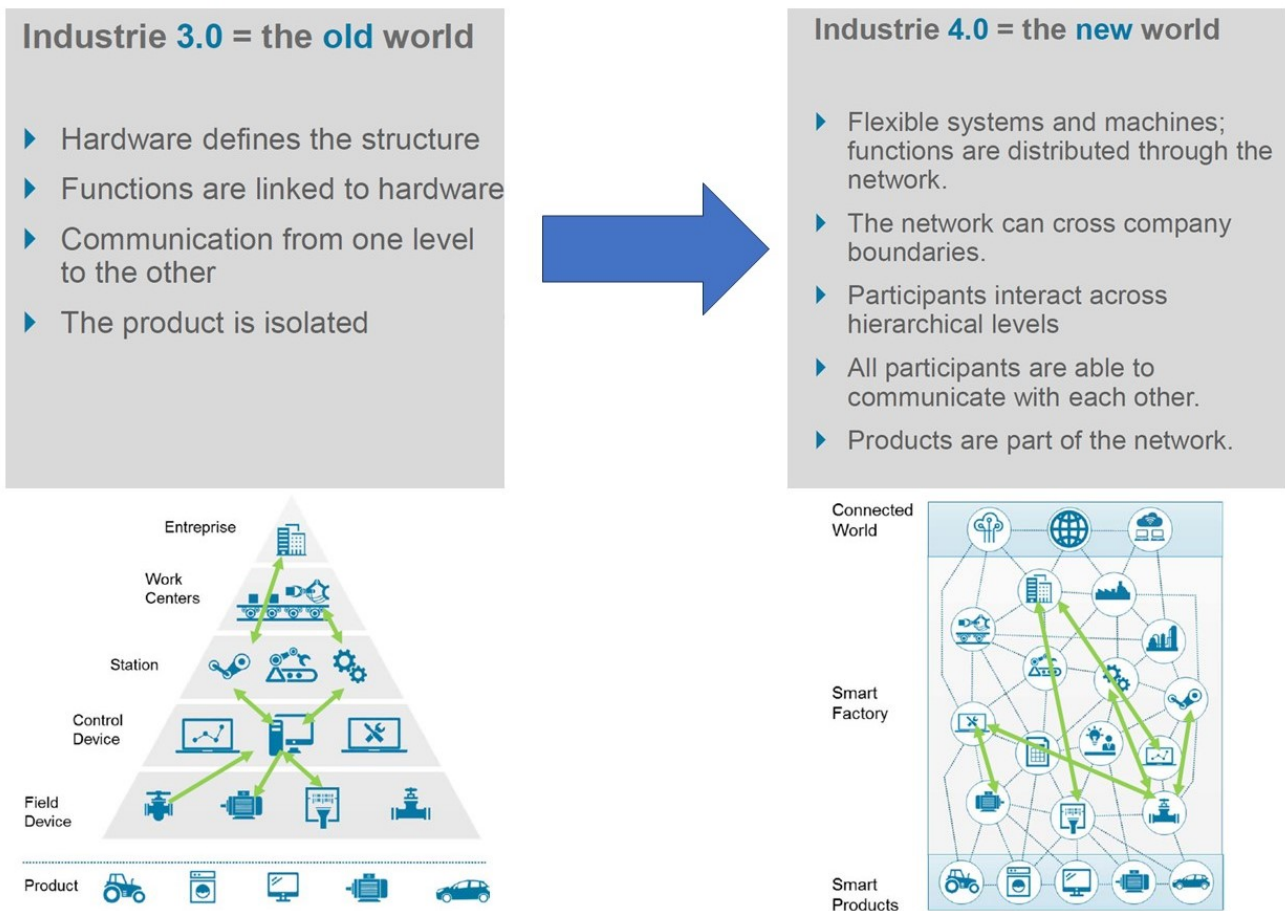 Industrie 3.0 = the old world
Hardware defines the structure
Functions are linked to hardware
Communication from one level
to the other
The product is isolated
Industrie 4.0 = the new world
Flexible systems and machines;
functions are distributed through the
network.
The network can cross company
boundaries.
Participants interact across
hierarchical levels
All participants are able to
communicate with each other.
Products are part of the network.
Entreprise
Work
Centers
Station
Control
Device
Field
Device
Product
Connected
World
Smart
Factory
Smart
Products